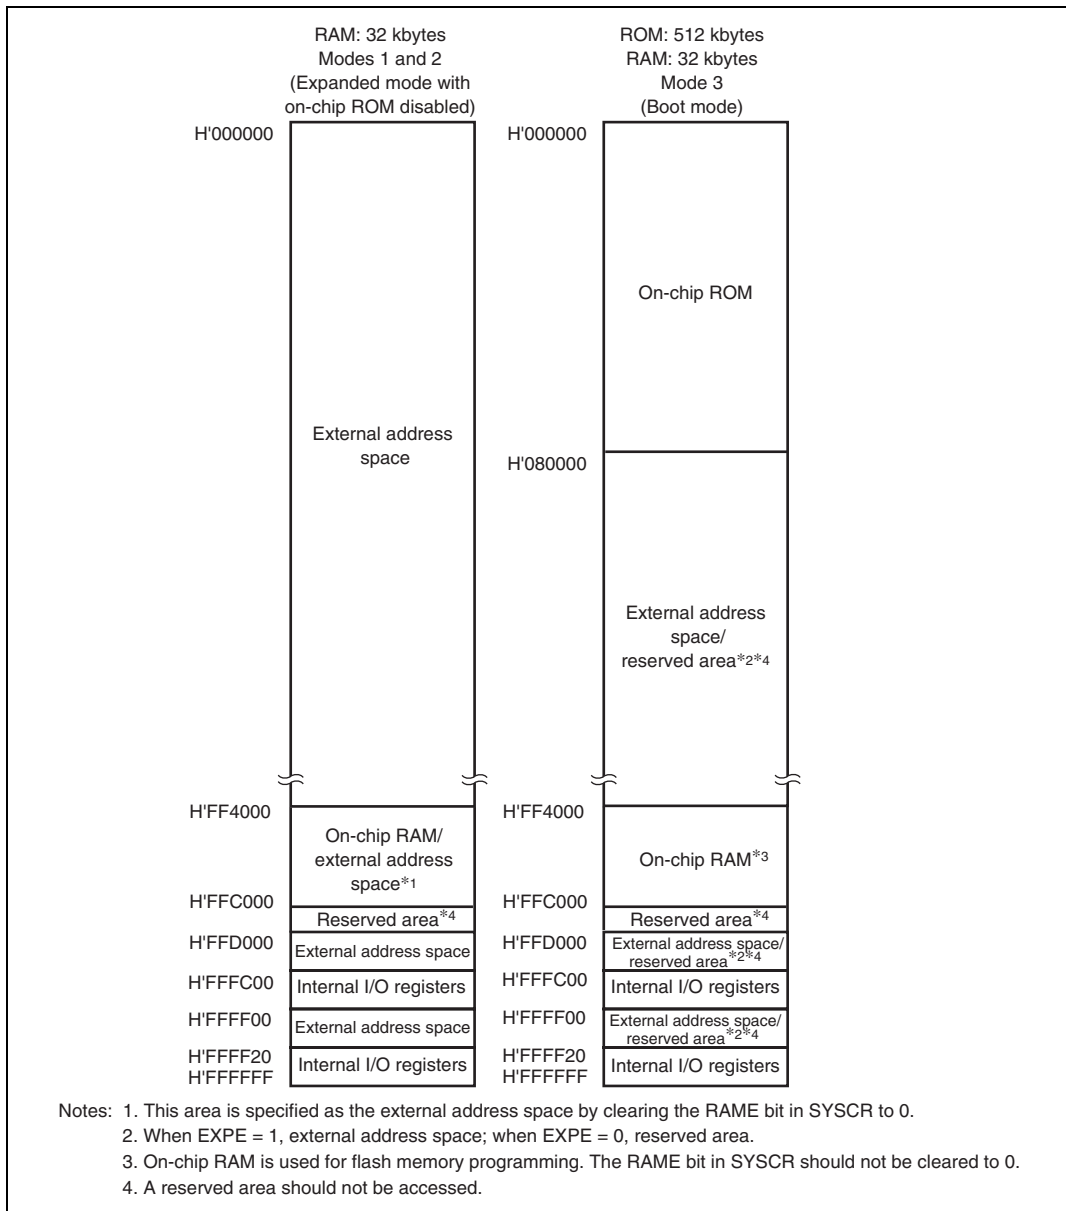 RAM: 32 kbytes
Modes 1 and 2
(Expanded mode with
on-chip ROM disabled)
H'000000
External address
space
H'FF4000
On-chip RAM/
external address
space*1
H'FFC000
Reserved area*4
H'FFD000
External address space
H'FFFC00
Internal I/O registers
H'FFFF00
External address space
H'FFFF20
Internal I/O registers
H'FFFFFF
ROM: 512 kbytes
RAM: 32 kbytes
Mode 3
(Boot mode)
H'000000
On-chip ROM
H'080000
External address
space/
reserved area*2*4
H'FF4000
On-chip RAM*3
H'FFC000
Reserved area*4
H'FFD000
External address space/
reserved area*2*4
H'FFFC00
Internal I/O registers
H'FFFF00
External address space/
reserved area*2*4
H'FFFF20
Internal I/O registers
H'FFFFFF
Notes: 1. This area is specified as the external address space by clearing the RAME bit in SYSCR to 0.
2. When EXPE = 1, external address space; when EXPE = 0, reserved area.
3. On-chip RAM is used for flash memory programming. The RAME bit in SYSCR should not be cleared to 0.
4. A reserved area should not be accessed.